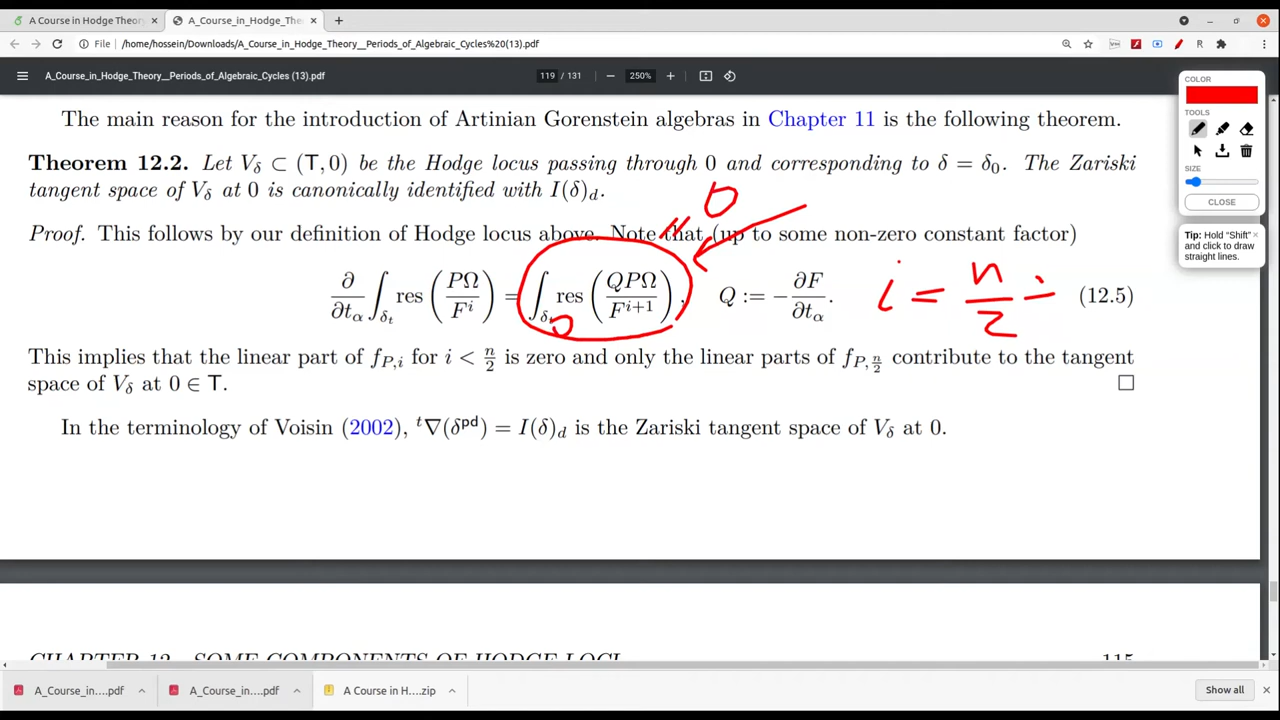 A Course in Hodge Theory
A_Course_in_Hodge_The
File
/home/hossein/Downloads/A_Course_in_Hodge_Theory__Periods_of_Algebraic_Cycles%20(13).pdf
A_Course_in_Hodge_Theory__Periods_of_Algebraic_Cycles (13).pdf
119 / 131
250%
COLOR
TOOLS
SIZE
CLOSE
Tip: Hold “Shift”
and click to draw
straight lines.
The main reason for the introduction of Artinian Gorenstein algebras in Chapter 11 is the following theorem.
Theorem 12.2. Let V_δ ⊂ (T, 0) be the Hodge locus passing through 0 and corresponding to δ = δ_0. The Zariski
tangent space of V_δ at 0 is canonically identified with I(δ)_d.
0
Proof. This follows by our definition of Hodge locus above. Note that (up to some non-zero constant factor)
∂/∂t_α ∫_{δ_t} res (PΩ/F^i) = ∫_{δ_t} res (QPΩ/F^{i+1}), Q := −∂F/∂t_α. (12.5)
0
i = n/2
This implies that the linear part of f_{P,i} for i < n/2 is zero and only the linear parts of f_{P,n/2} contribute to the tangent
space of V_δ at 0 ∈ T.
□
In the terminology of Voisin (2002), ^t∇(δ^pd) = I(δ)_d is the Zariski tangent space of V_δ at 0.
CHAPTER 12. SOME COMPONENTS OF HODGE LOCI
115
A_Course_in....pdf
A_Course_in....pdf
A Course in H....zip
Show all